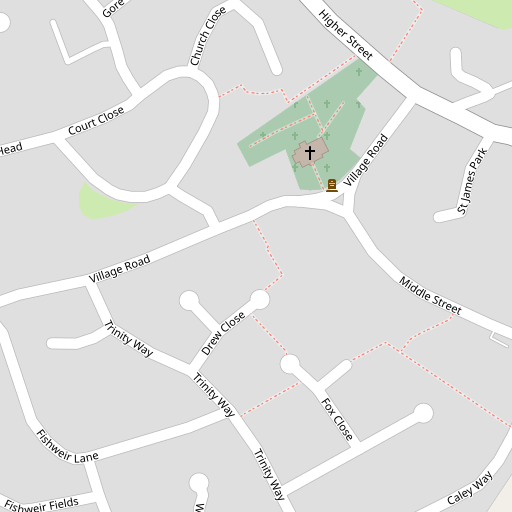 Gore
Church Close
Higher Street
Court Close
Head
Village Road
St James Park
Village Road
Middle Street
Drew Close
Trinity Way
Trinity Way
Fox Close
Fishweir Lane
Trinity Way
Caley Way
Fishweir Fields
W